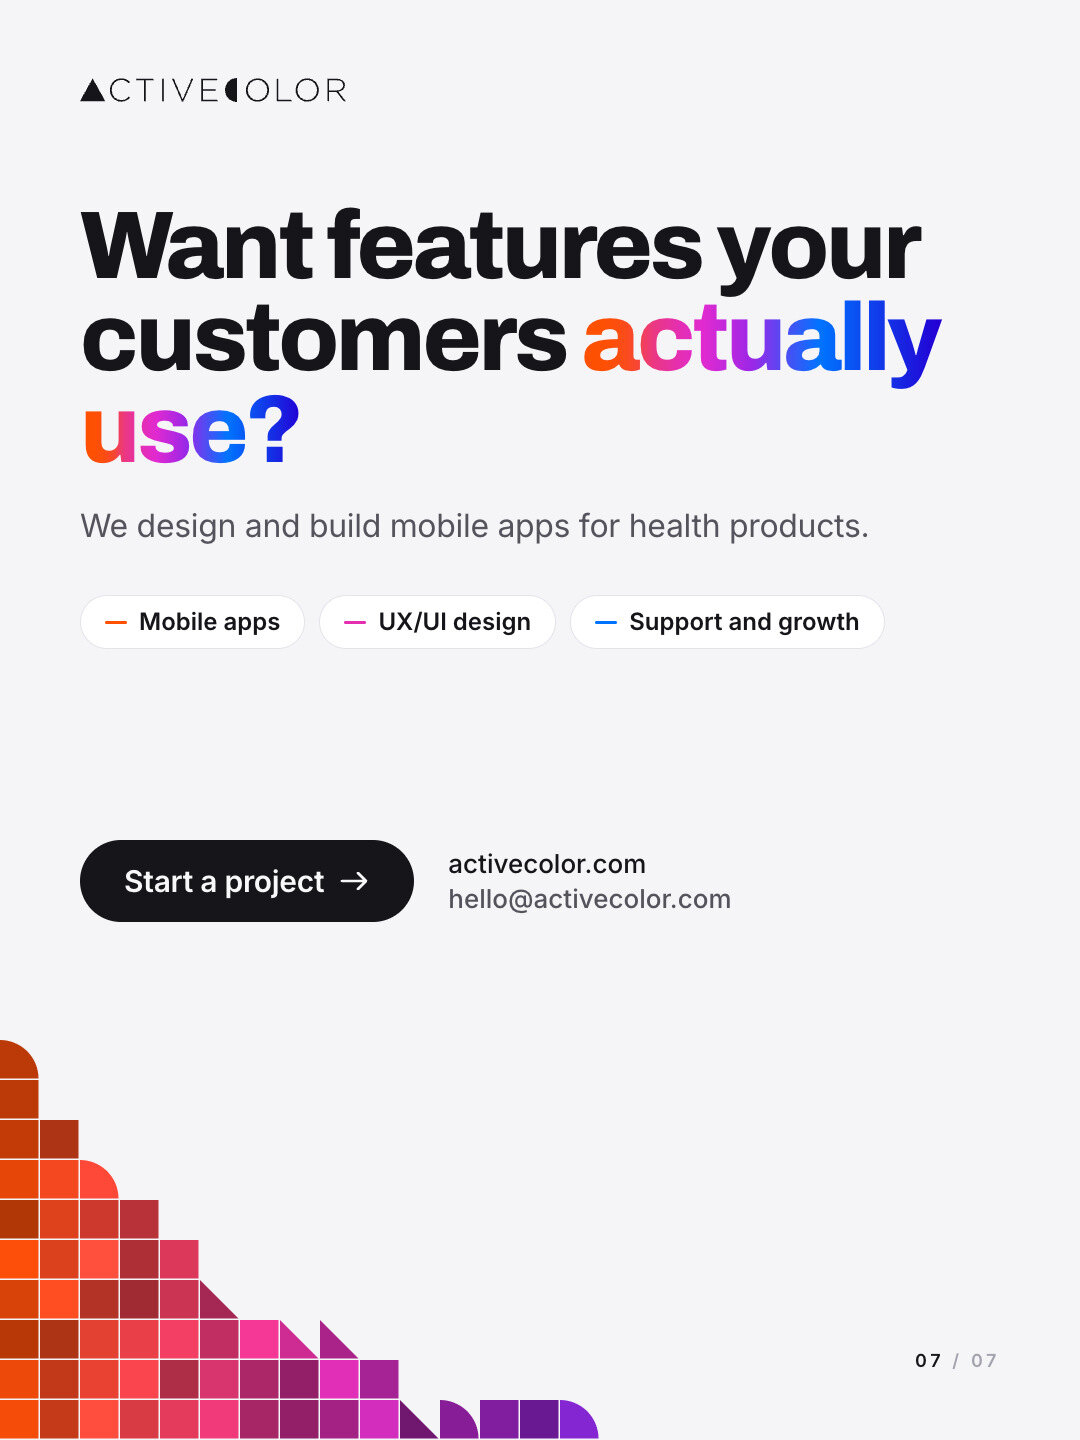 ACTIVECOLOR
Want features your
customers actually
use?
We design and build mobile apps for health products.
Mobile apps
UX/UI design
Support and growth
Start a project →
activecolor.com
hello@activecolor.com
07 / 07